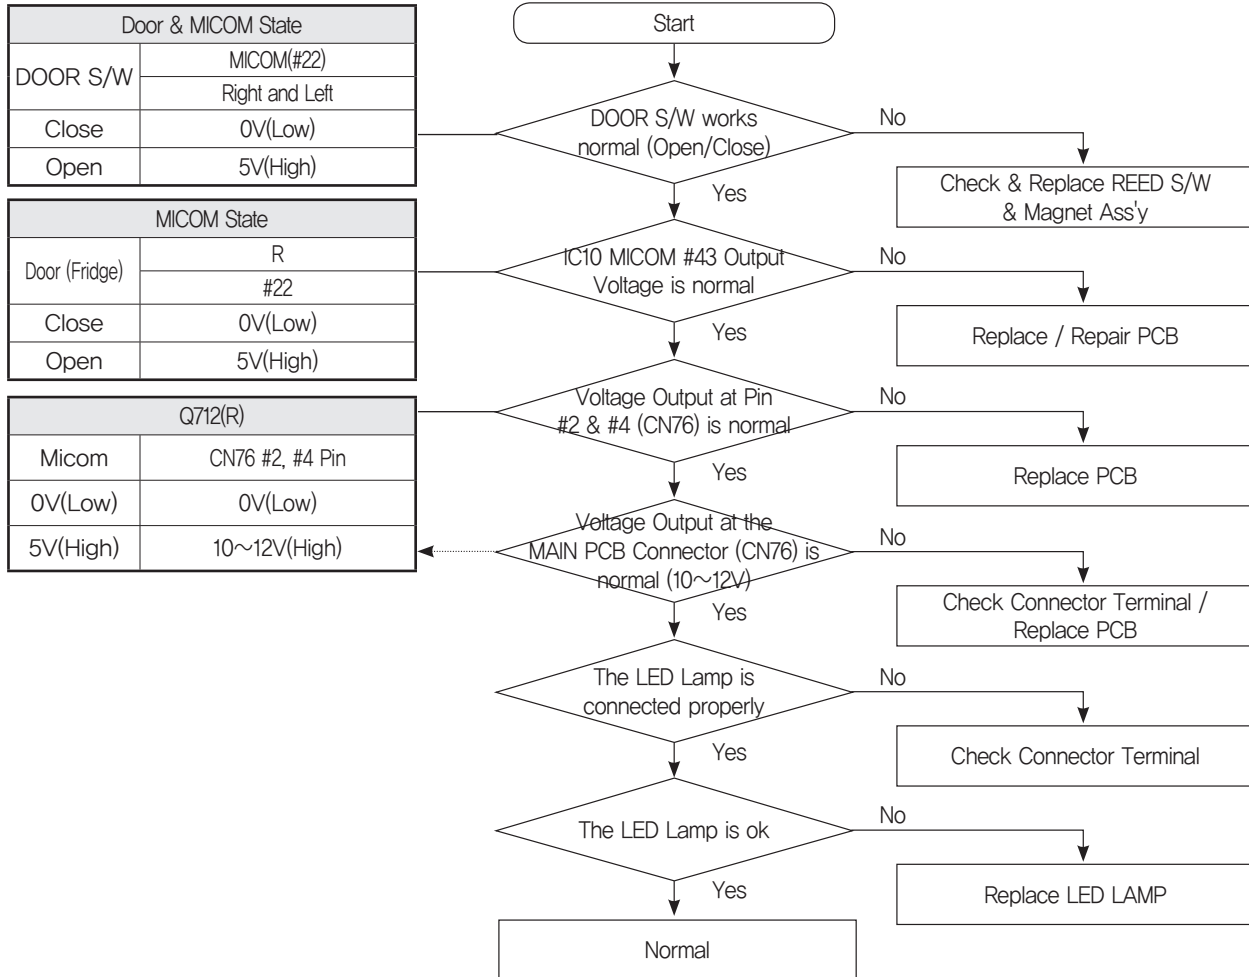 Door & MICOM State
DOOR S/W
MICOM(#22)
Right and Left
Close
0V(Low)
Open
5V(High)
MICOM State
Door (Fridge)
R
#22
Close
0V(Low)
Open
5V(High)
Q712(R)
Micom
CN76 #2, #4 Pin
0V(Low)
0V(Low)
5V(High)
10~12V(High)
Start
DOOR S/W works
normal (Open/Close)
No
Check & Replace REED S/W
& Magnet Ass'y
Yes
IC10 MICOM #43 Output
Voltage is normal
No
Replace / Repair PCB
Yes
Voltage Output at Pin
#2 & #4 (CN76) is normal
No
Replace PCB
Yes
Voltage Output at the
MAIN PCB Connector (CN76) is
normal (10~12V)
No
Check Connector Terminal /
Replace PCB
Yes
The LED Lamp is
connected properly
No
Check Connector Terminal
Yes
The LED Lamp is ok
No
Replace LED LAMP
Yes
Normal